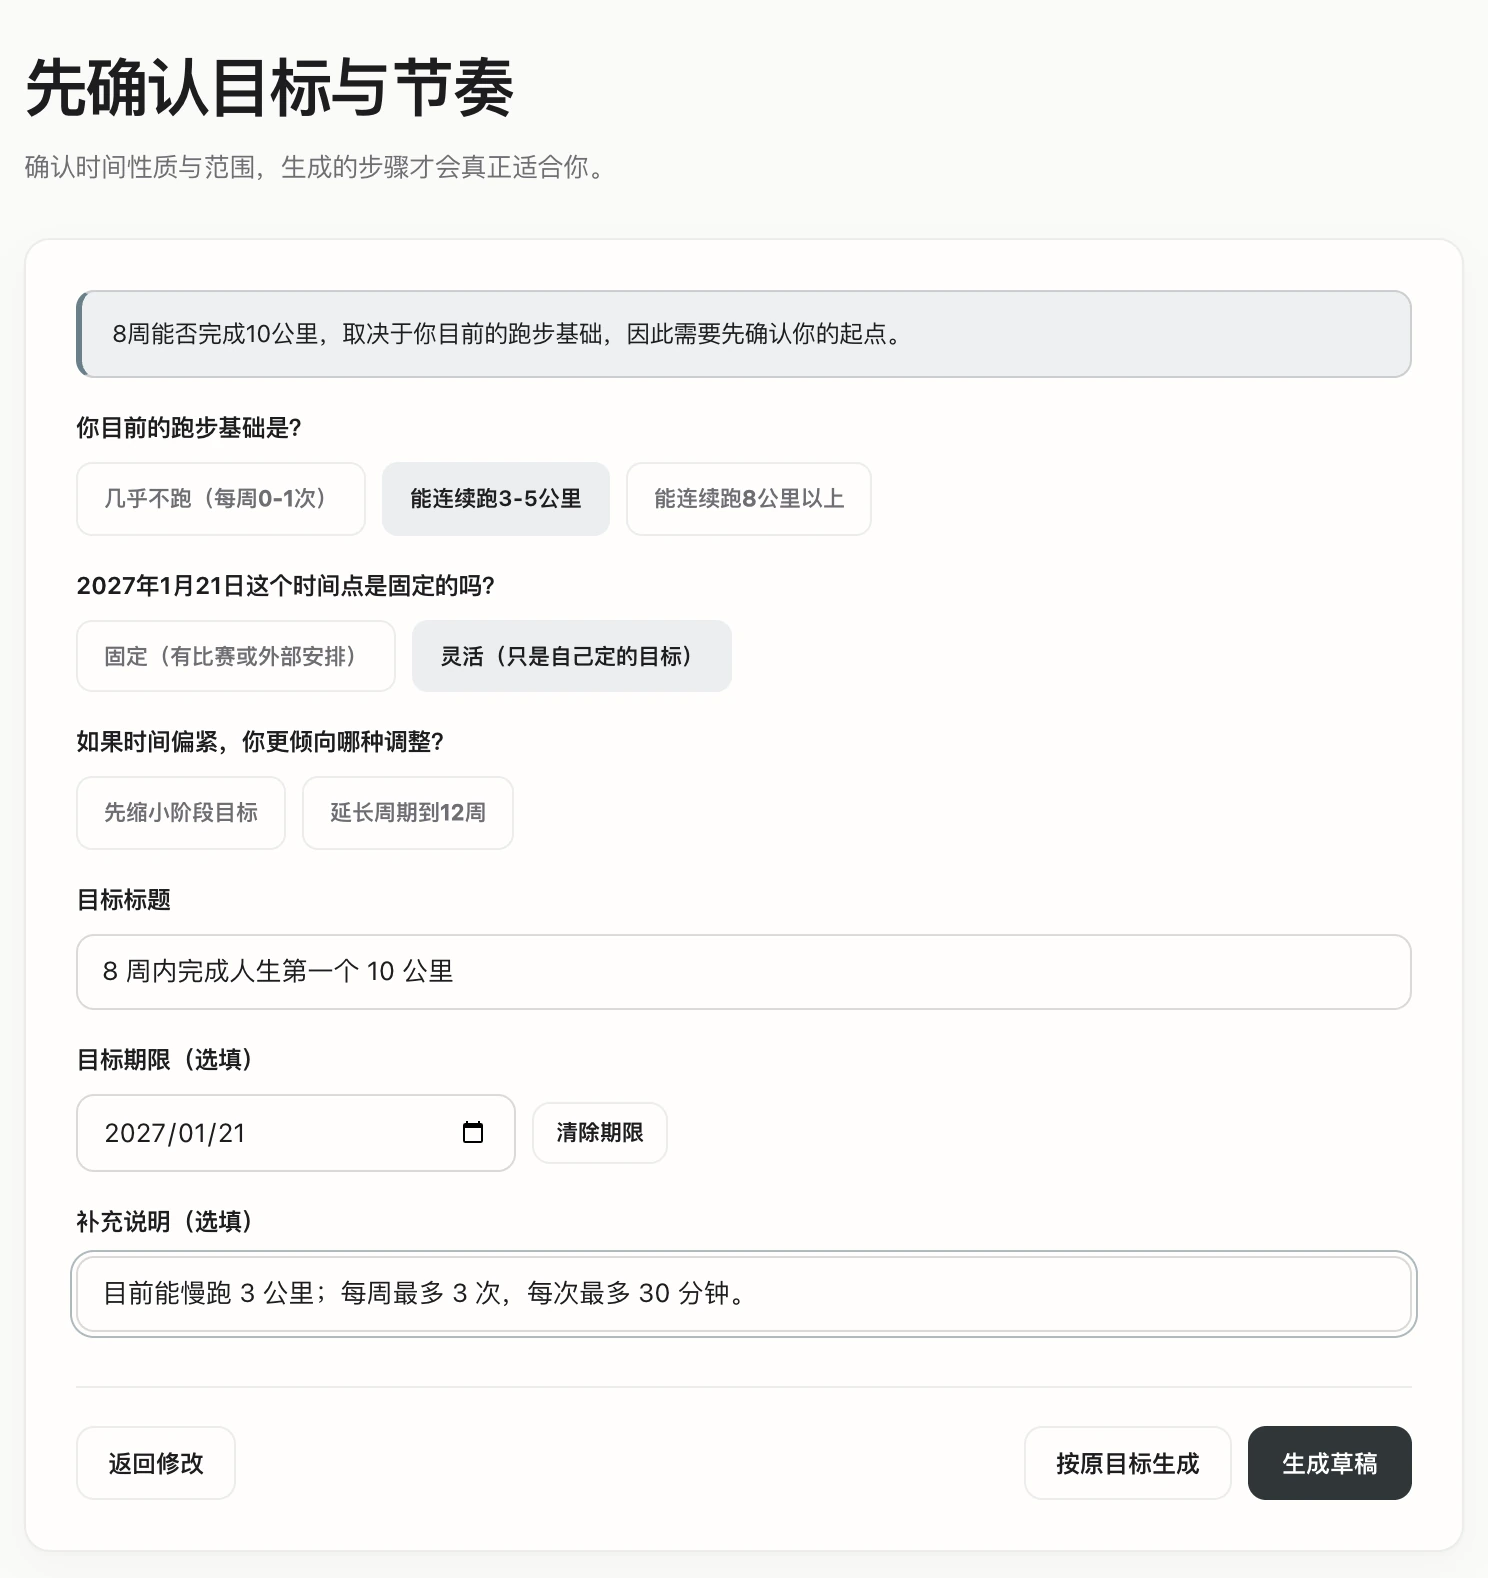 先确认目标与节奏
确认时间性质与范围，生成的步骤才会真正适合你。
8周能否完成10公里，取决于你目前的跑步基础，因此需要先确认你的起点。
你目前的跑步基础是?
几乎不跑（每周0-1次） 能连续跑3-5公里 能连续跑8公里以上
2027年1月21日这个时间点是固定的吗?
固定（有比赛或外部安排） 灵活（只是自己定的目标）
如果时间偏紧，你更倾向哪种调整?
先缩小阶段目标 延长周期到12周
目标标题
8 周内完成人生第一个 10 公里
目标期限（选填）
2027/01/21 清除期限
补充说明（选填）
目前能慢跑 3 公里；每周最多 3 次，每次最多 30 分钟。
返回修改 按原目标生成 生成草稿